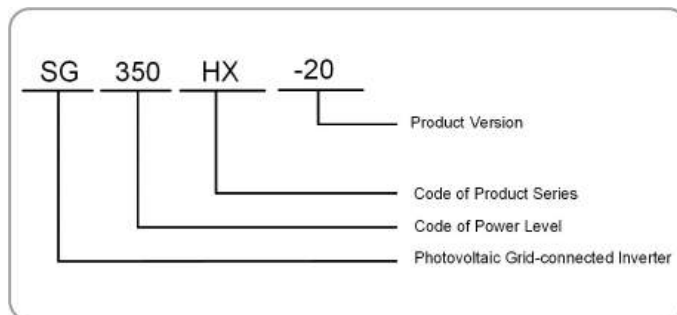 SG 350 HX -20
Product Version
Code of Product Series
Code of Power Level
Photovoltaic Grid-connected Inverter